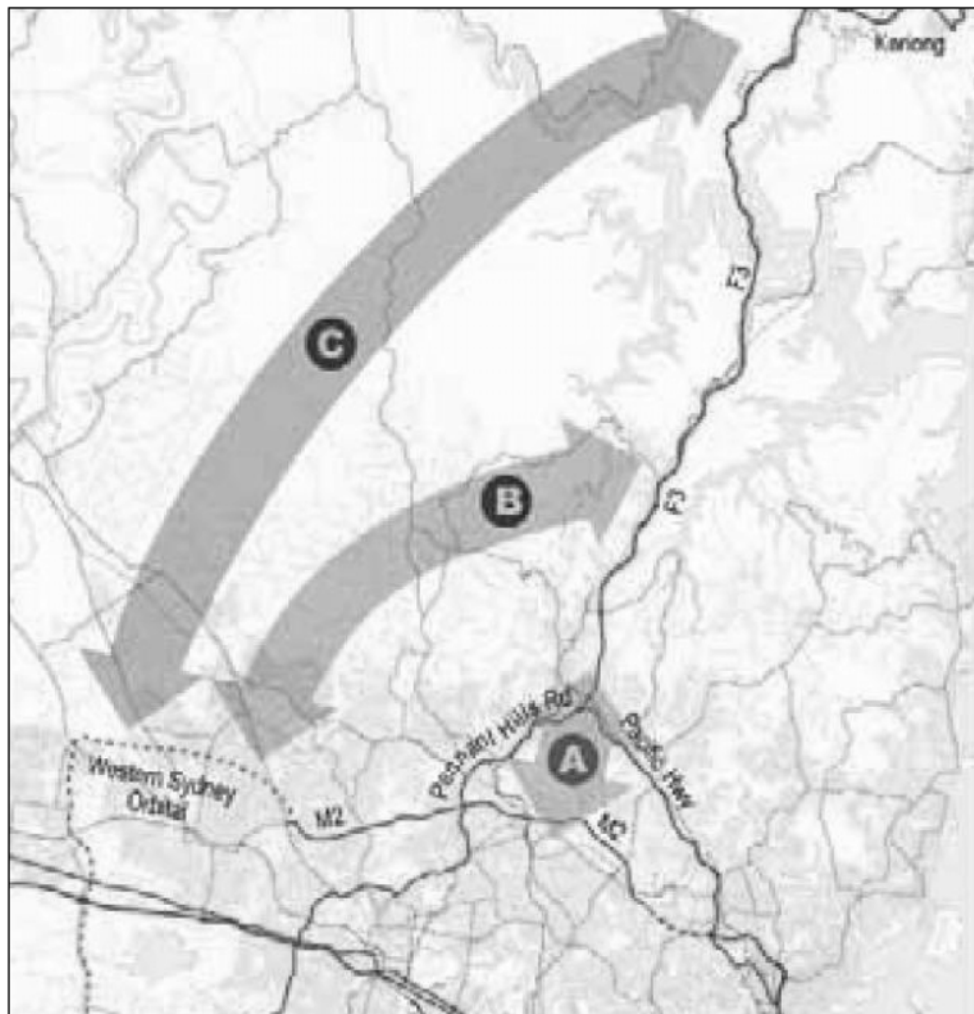 Kariong
F3
C
B
F3
Pennant Hills Rd
Pacific Hwy
A
Western Sydney
Orbital
M2
M2